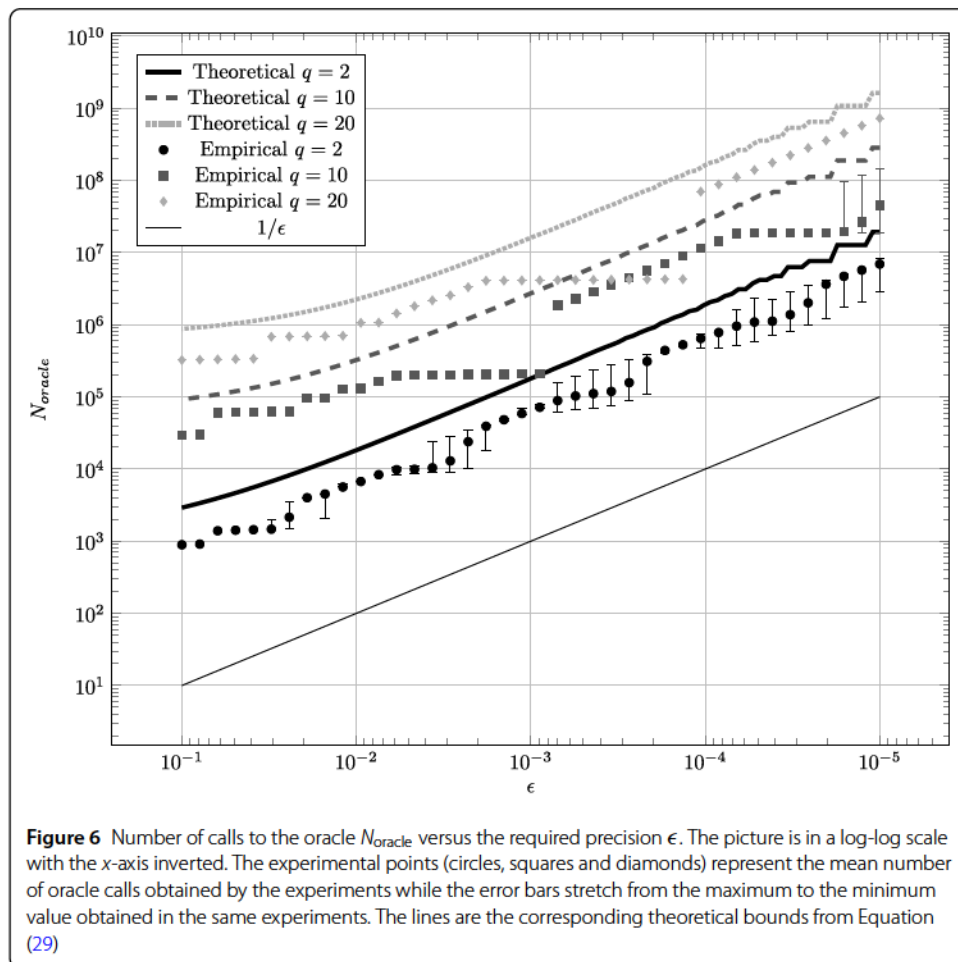 10^10
10^9
10^8
10^7
10^6
10^5
10^4
10^3
10^2
10^1
N_oracle
Theoretical q = 2
Theoretical q = 10
Theoretical q = 20
Empirical q = 2
Empirical q = 10
Empirical q = 20
1/ϵ
10^-1 10^-2 10^-3 10^-4 10^-5
ϵ
Figure 6 Number of calls to the oracle N_oracle versus the required precision ϵ. The picture is in a log-log scale
with the x-axis inverted. The experimental points (circles, squares and diamonds) represent the mean number
of oracle calls obtained by the experiments while the error bars stretch from the maximum to the minimum
value obtained in the same experiments. The lines are the corresponding theoretical bounds from Equation
(29)